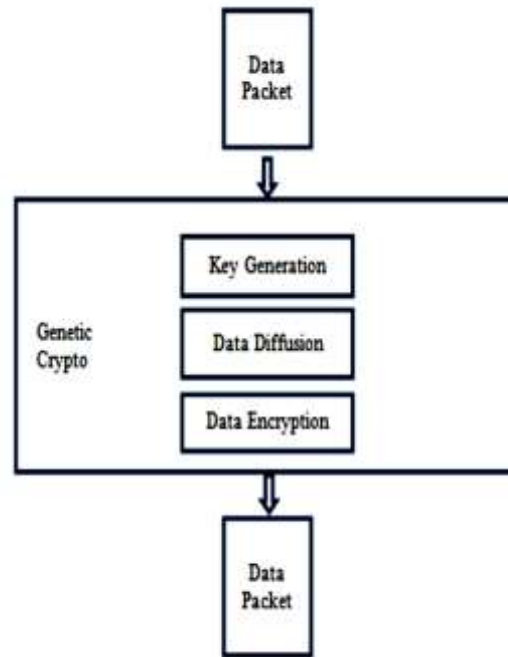 Data
Packet
Key Generation
Genetic
Crypto
Data Diffusion
Data Encryption
Data
Packet